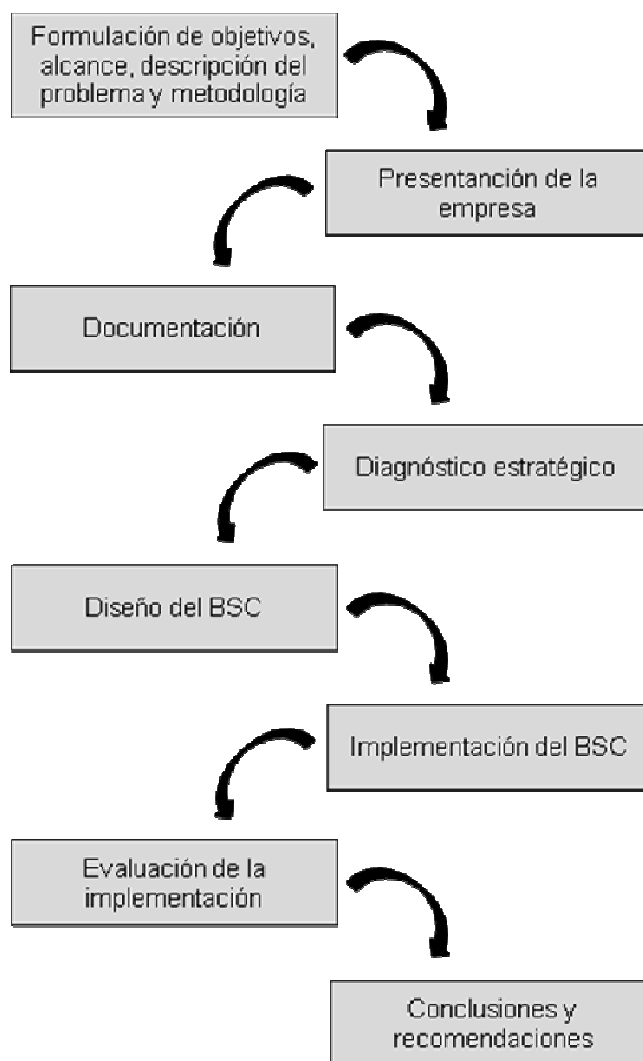 Formulación de objetivos,
alcance, descripción del
problema y metodología
Presentanción de la
empresa
Documentación
Diagnóstico estratégico
Diseño del BSC
Implementación del BSC
Evaluación de la
implementación
Conclusiones y
recomendaciones